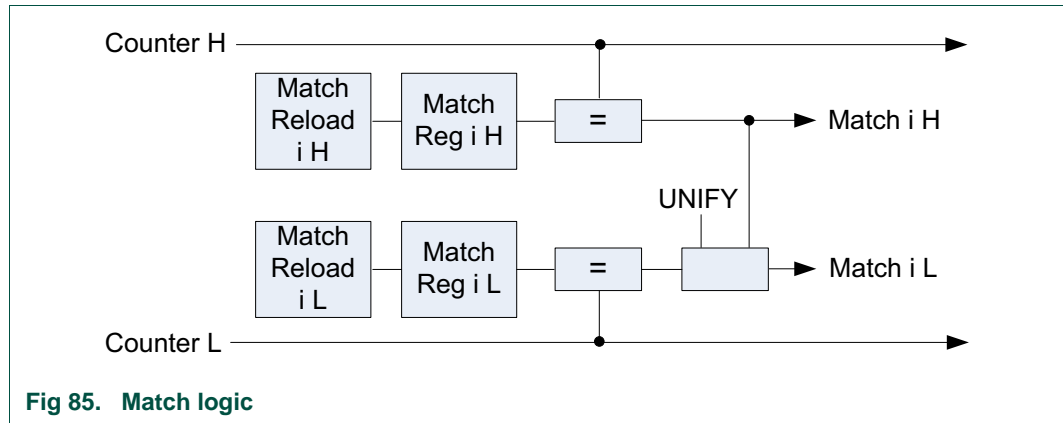 Counter H
Match
Reload
i H
Match
Reg i H
=
Match i H
UNIFY
Match
Reload
i L
Match
Reg i L
=
Match i L
Counter L
Fig 85. Match logic